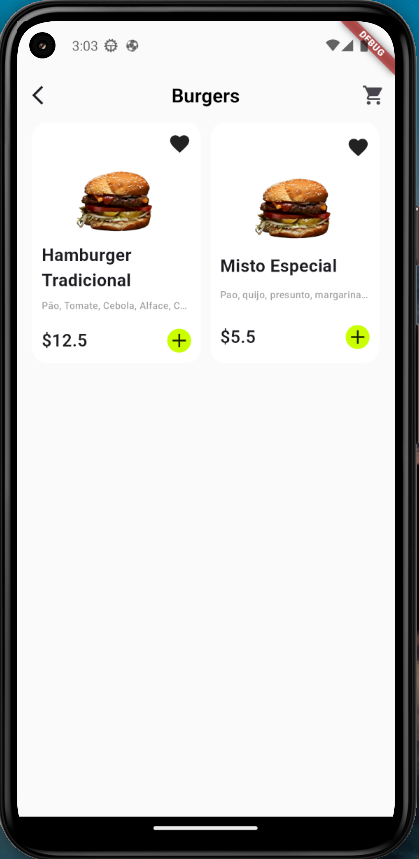 3:03
DEBUG
Burgers
Hamburger
Tradicional
Pão, Tomate, Cebola, Alface, C...
$12.5
Misto Especial
Pao, quijo, presunto, margarina...
$5.5